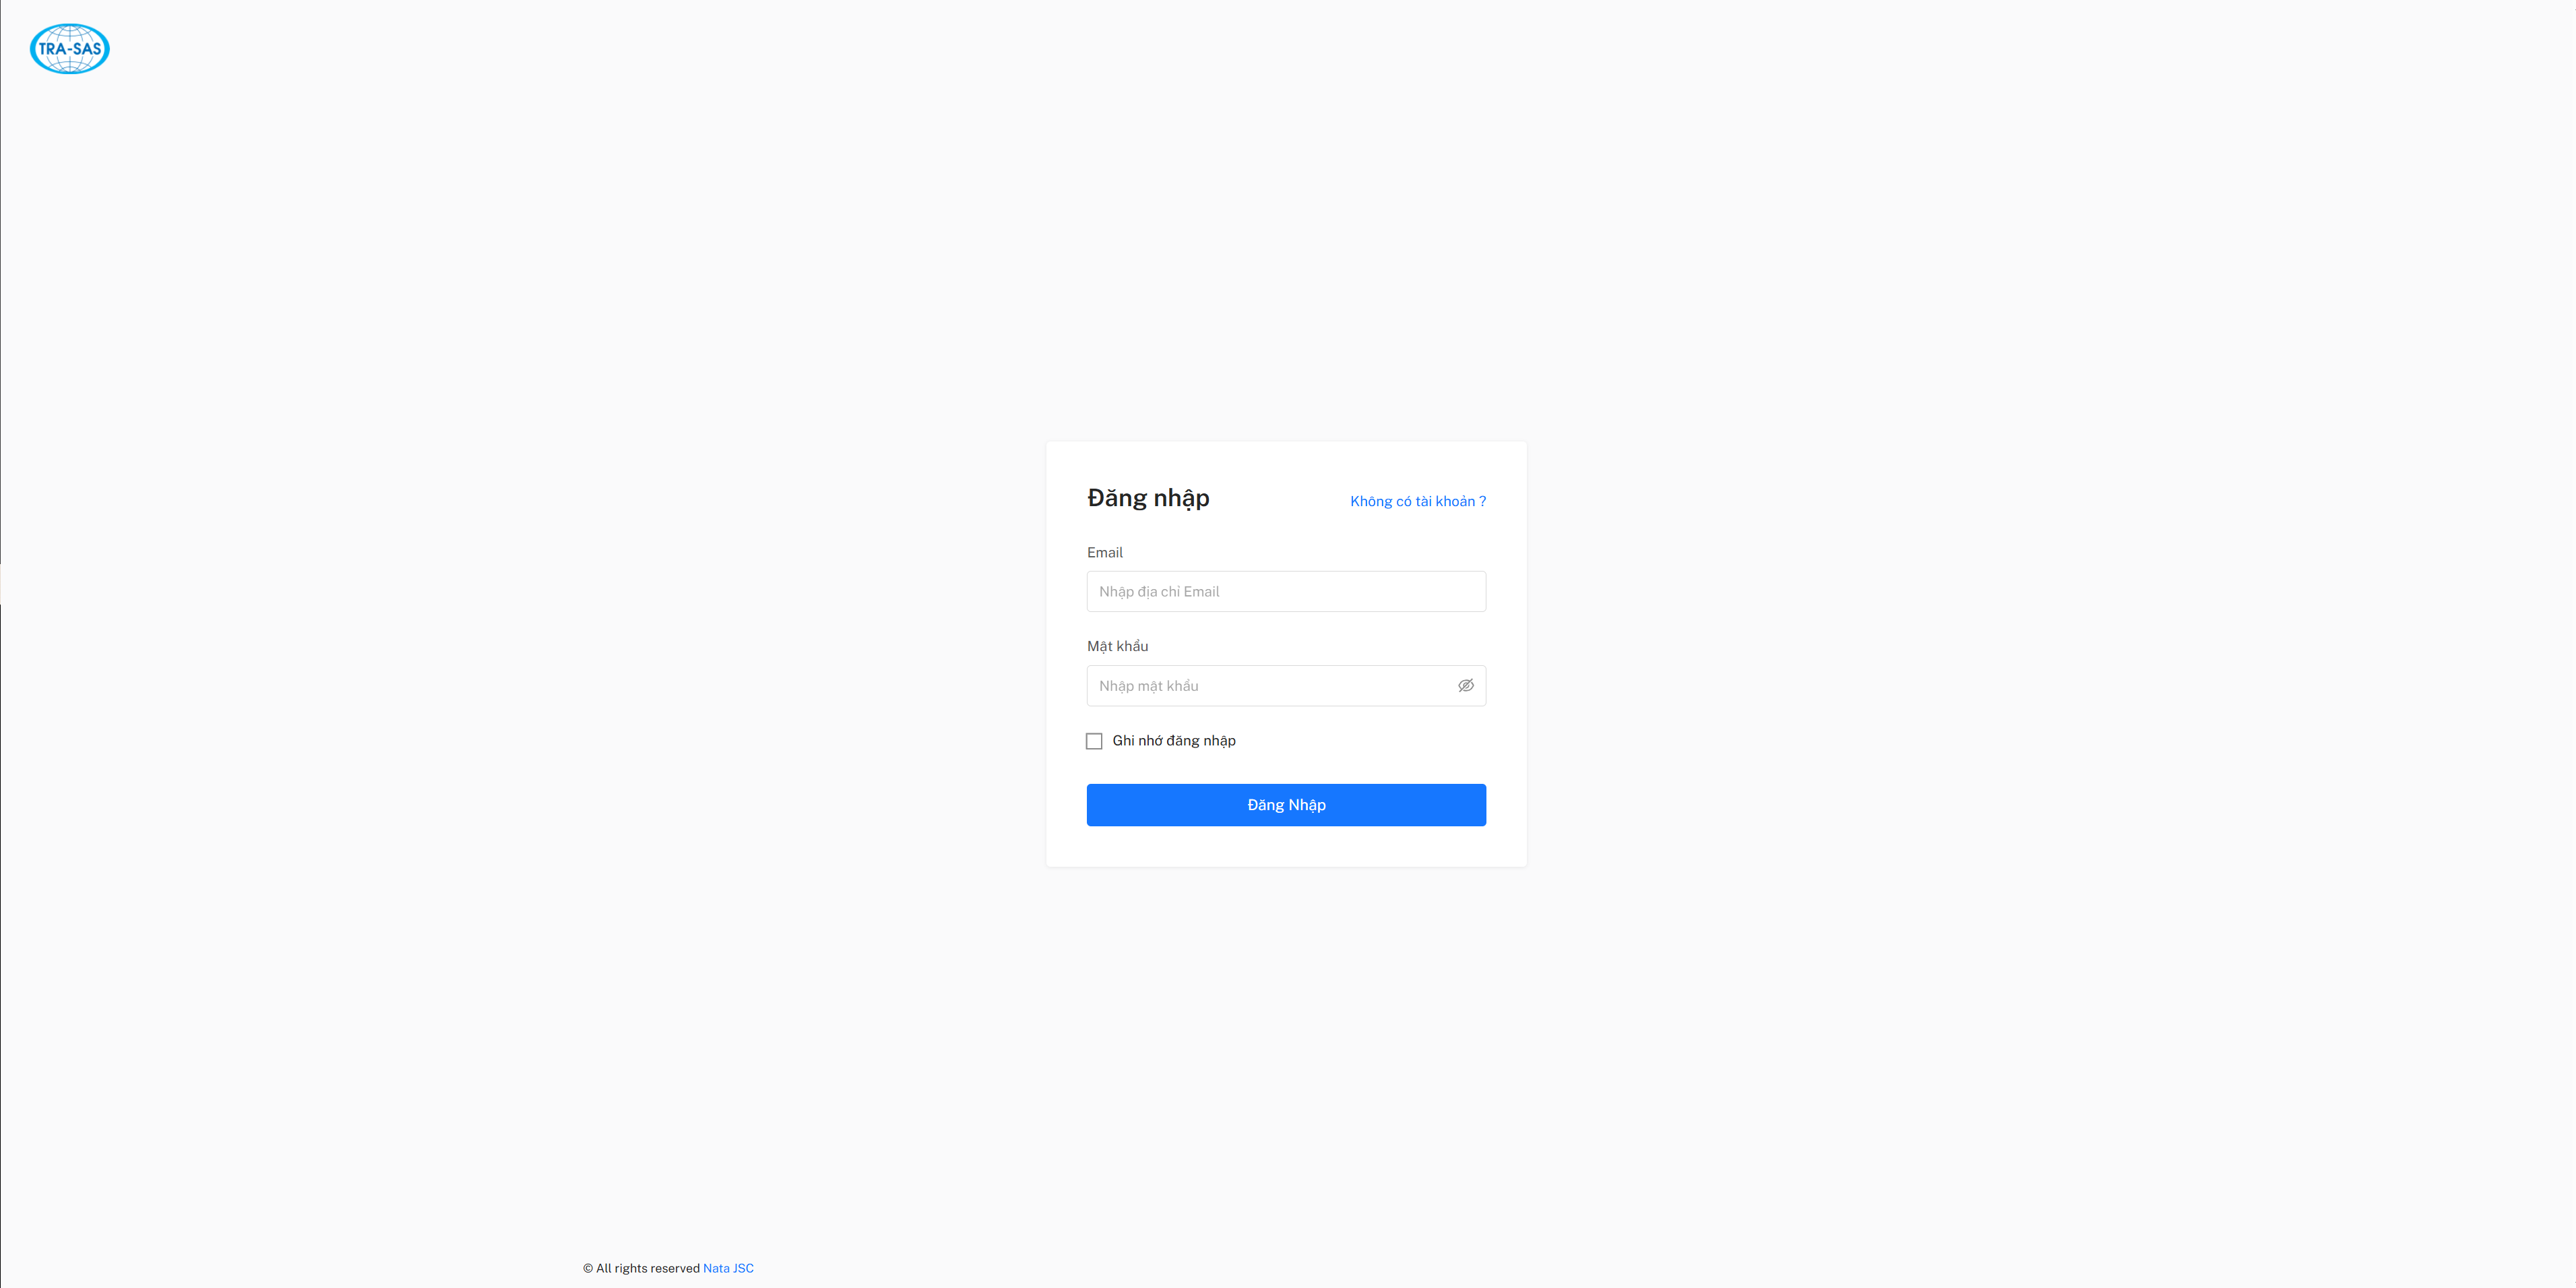 TRA-SAS
Đăng nhập
Không có tài khoản ?
Email
Nhập địa chỉ Email
Mật khẩu
Nhập mật khẩu
Ghi nhớ đăng nhập
Đăng Nhập
© All rights reserved Nata JSC